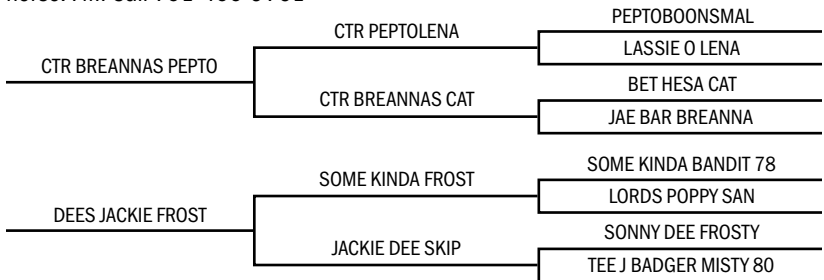 PEPTOBOONSMAL
CTR PEPTOLENA
LASSIE O LENA
CTR BREANNAS PEPTO
BET HESA CAT
CTR BREANNAS CAT
JAE BAR BREANNA
SOME KINDA BANDIT 78
SOME KINDA FROST
LORDS POPPY SAN
DEES JACKIE FROST
SONNY DEE FROSTY
JACKIE DEE SKIP
TEE J BADGER MISTY 80